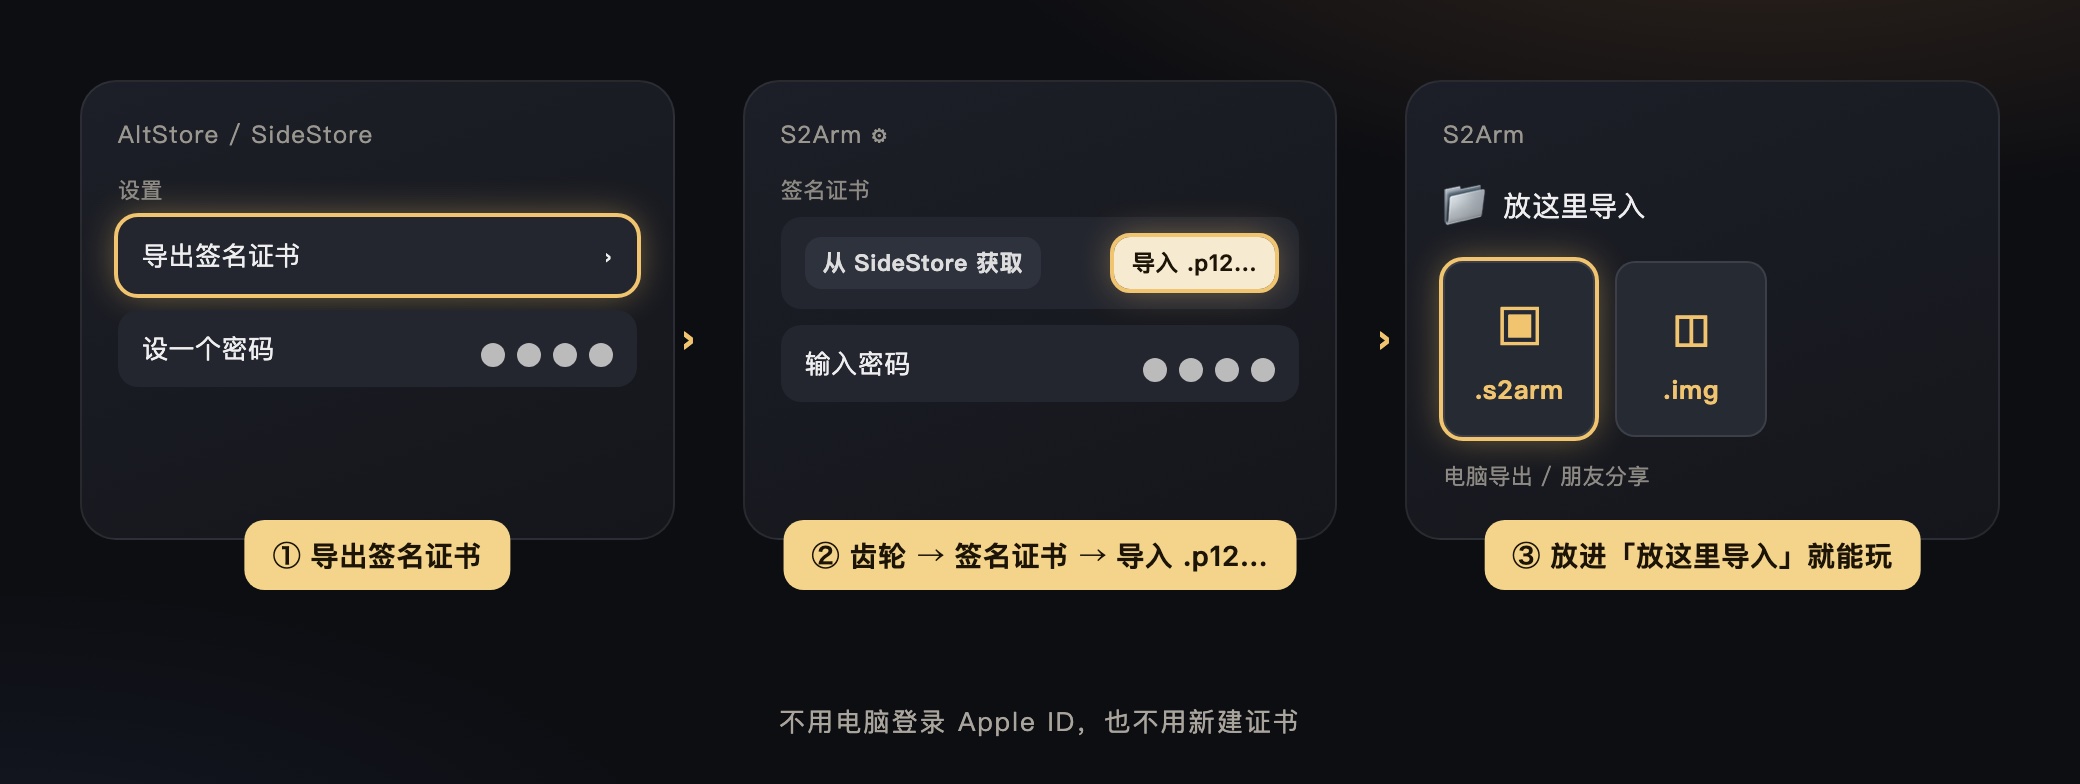 AltStore / SideStore
设置
导出签名证书 ›
设一个密码 ●●●●
① 导出签名证书
›
S2Arm ⚙
签名证书
从 SideStore 获取
导入 .p12...
输入密码 ●●●●
② 齿轮 → 签名证书 → 导入 .p12...
›
S2Arm
放这里导入
.s2arm
.img
电脑导出 / 朋友分享
③ 放进「放这里导入」就能玩
不用电脑登录 Apple ID，也不用新建证书